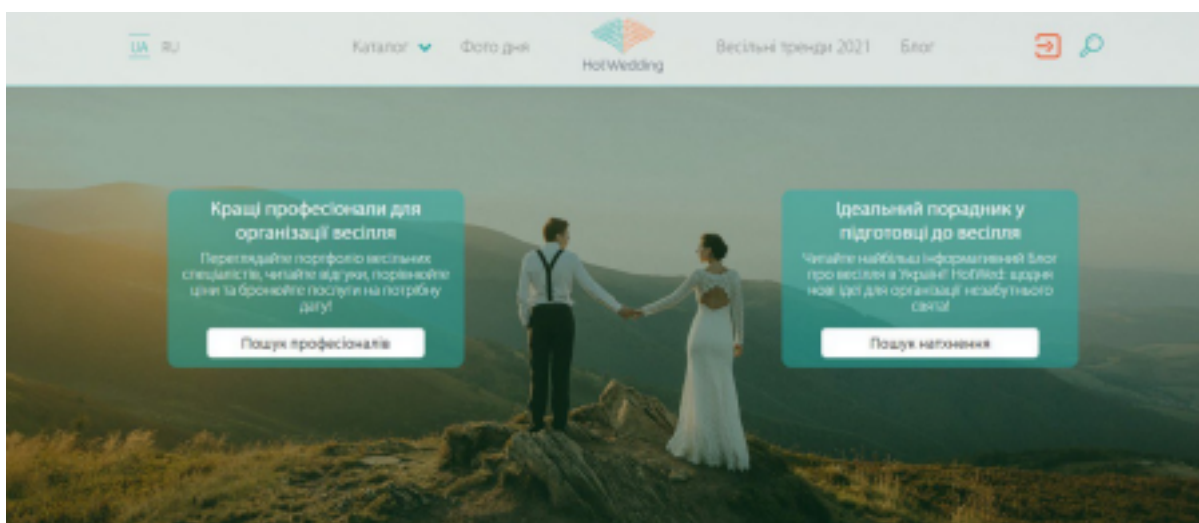 UA RU Каталог Фото дня HotWedding Весільні тренди 2021 Блог
Кращі професіонали для
організації весілля
Переглядайте портфоліо весільних
спеціалістів, читайте відгуки, порівнюйте
ціни та бронюйте послуги на потрібну
дату!
Пошук професіоналів
Ідеальний порадник у
підготовці до весілля
Читайте найбільш інформативний Блог
про весілля в Україні HotWed: щодня
нові ідеї для організації незабутнього
свята!
Пошук натхнення